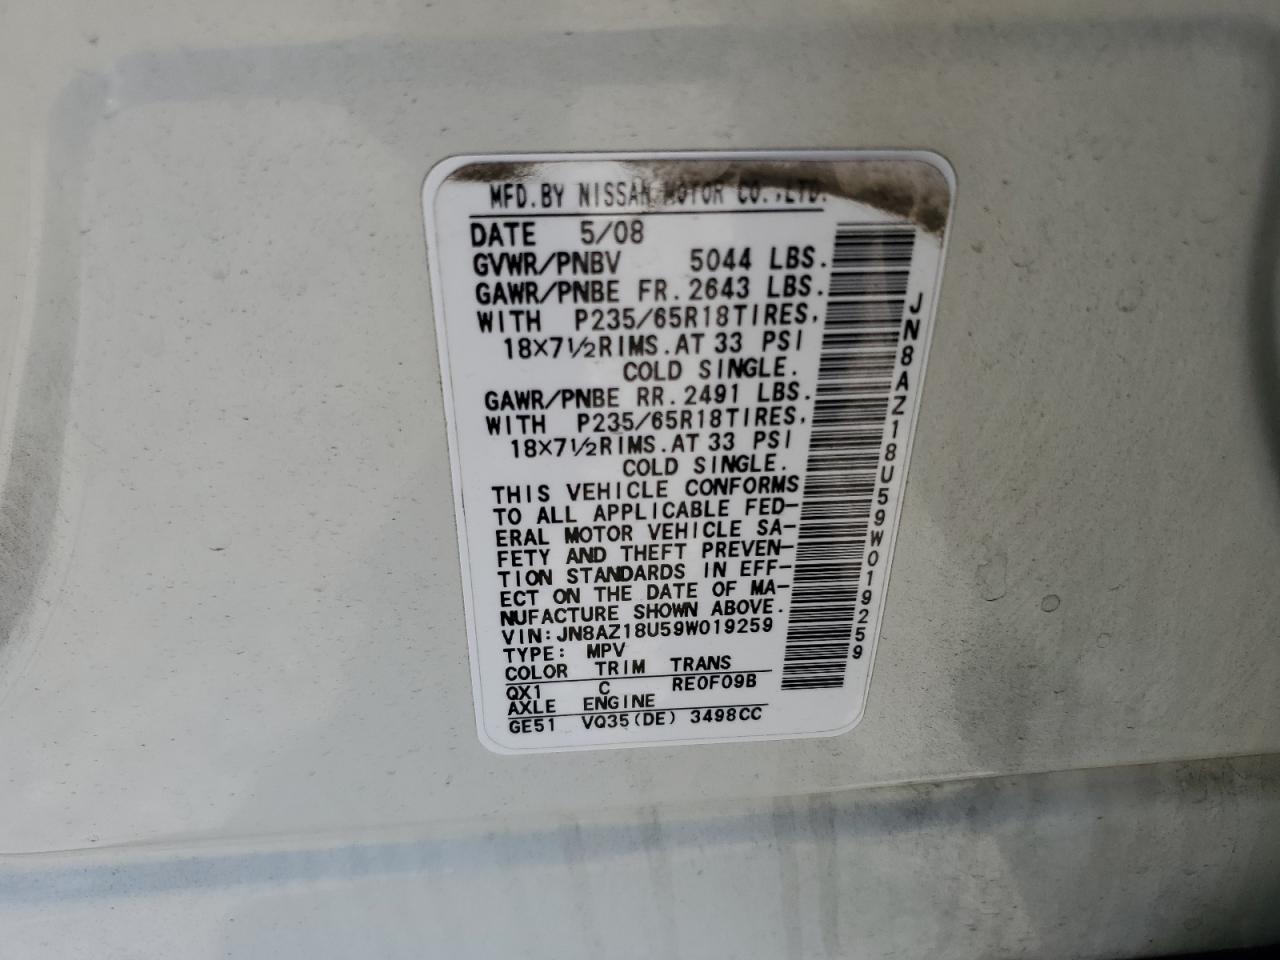 MFD.BY NISSAN MOTOR CO.,LTD.
DATE 5/08
GVWR/PNBV 5044 LBS.
GAWR/PNBE FR.2643 LBS.
WITH P235/65R18TIRES,
18×7½RIMS.AT 33 PSI
COLD SINGLE.
GAWR/PNBE RR.2491 LBS.
WITH P235/65R18TIRES,
18×7½RIMS.AT 33 PSI
COLD SINGLE.
THIS VEHICLE CONFORMS
TO ALL APPLICABLE FED-
ERAL MOTOR VEHICLE SA-
FETY AND THEFT PREVEN-
TION STANDARDS IN EFF-
ECT ON THE DATE OF MA-
NUFACTURE SHOWN ABOVE.
VIN:JN8AZ18U59W019259
TYPE: MPV
COLOR TRIM TRANS
QX1 C RE0F09B
AXLE ENGINE
GE51 VQ35(DE) 3498CC
JN8AZ18U59W019259